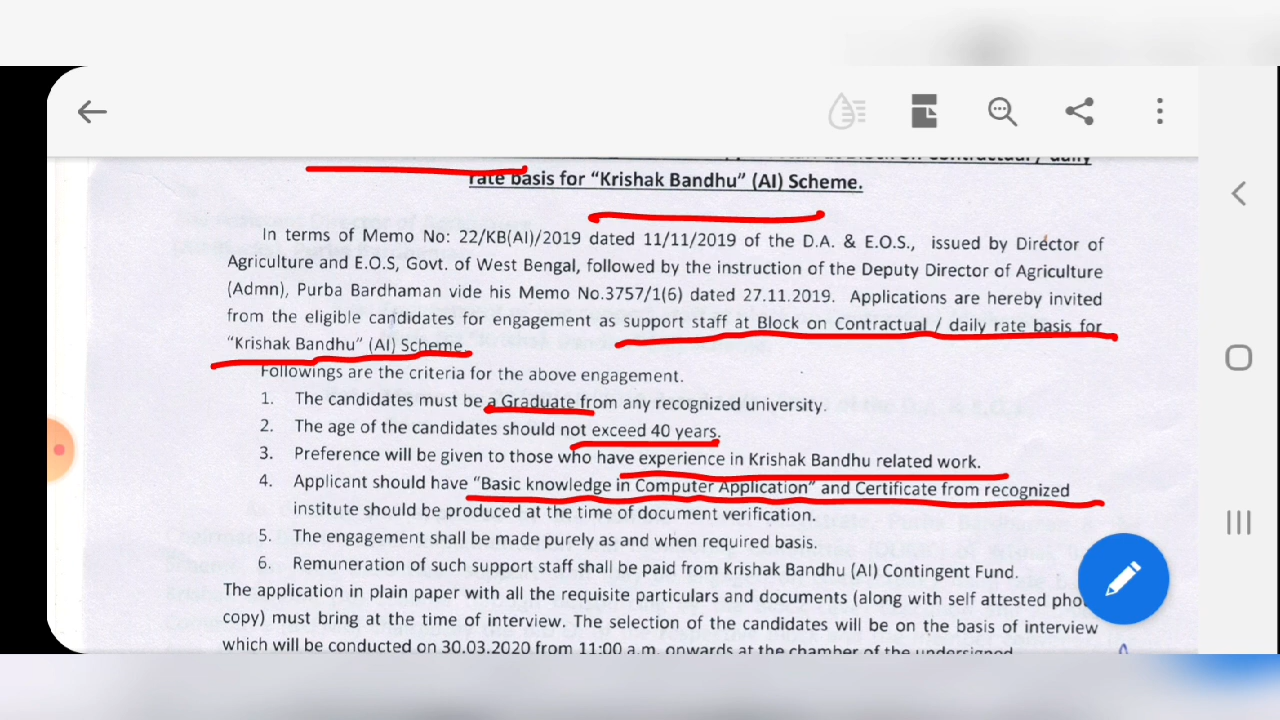 rate basis for “Krishak Bandhu” (AI) Scheme.
In terms of Memo No: 22/KB(AI)/2019 dated 11/11/2019 of the D.A. & E.O.S., issued by Director of
Agriculture and E.O.S, Govt. of West Bengal, followed by the instruction of the Deputy Director of Agriculture
(Admn), Purba Bardhaman vide his Memo No.3757/1(6) dated 27.11.2019. Applications are hereby invited
from the eligible candidates for engagement as support staff at Block on Contractual / daily rate basis for
“Krishak Bandhu” (AI) Scheme.
Followings are the criteria for the above engagement.
1. The candidates must be a Graduate from any recognized university.
2. The age of the candidates should not exceed 40 years.
3. Preference will be given to those who have experience in Krishak Bandhu related work.
4. Applicant should have “Basic knowledge in Computer Application” and Certificate from recognized
institute should be produced at the time of document verification.
5. The engagement shall be made purely as and when required basis.
6. Remuneration of such support staff shall be paid from Krishak Bandhu (AI) Contingent Fund.
The application in plain paper with all the requisite particulars and documents (along with self attested
copy) must bring at the time of interview. The selection of the candidates will be on the basis of interview
which will be conducted on 30.03.2020 from 11:00 a.m. onwards at the chamber of the undersigned